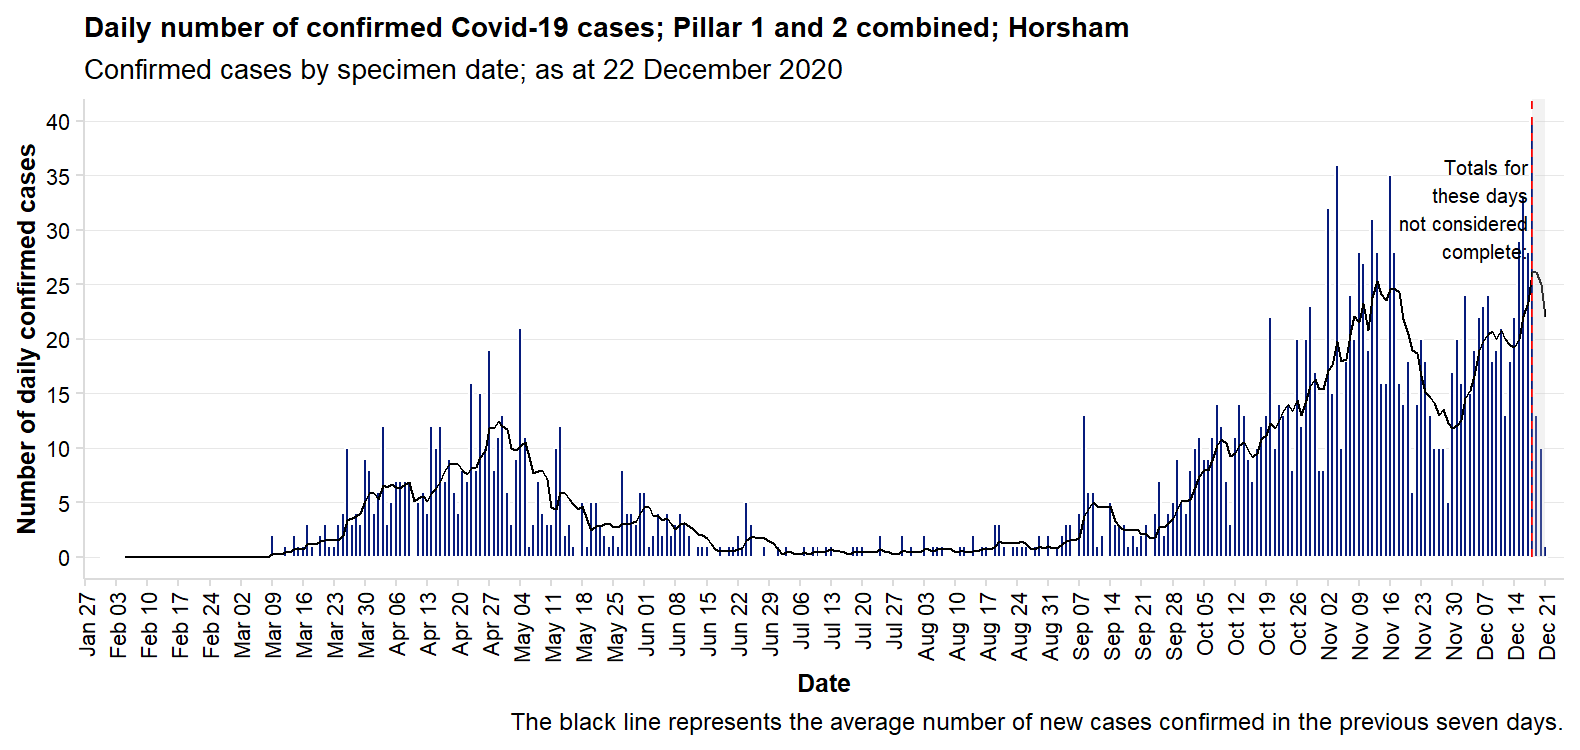 Daily number of confirmed Covid-19 cases; Pillar 1 and 2 combined; Horsham
Confirmed cases by specimen date; as at 22 December 2020
Number of daily confirmed cases
40
35
30
25
20
15
10
5
0
Totals for
these days
not considered
complete.
Jan 27
Feb 03
Feb 10
Feb 17
Feb 24
Mar 02
Mar 09
Mar 16
Mar 23
Mar 30
Apr 06
Apr 13
Apr 20
Apr 27
May 04
May 11
May 18
May 25
Jun 01
Jun 08
Jun 15
Jun 22
Jun 29
Jul 06
Jul 13
Jul 20
Jul 27
Aug 03
Aug 10
Aug 17
Aug 24
Aug 31
Sep 07
Sep 14
Sep 21
Sep 28
Oct 05
Oct 12
Oct 19
Oct 26
Nov 02
Nov 09
Nov 16
Nov 23
Nov 30
Dec 07
Dec 14
Dec 21
Date
The black line represents the average number of new cases confirmed in the previous seven days.